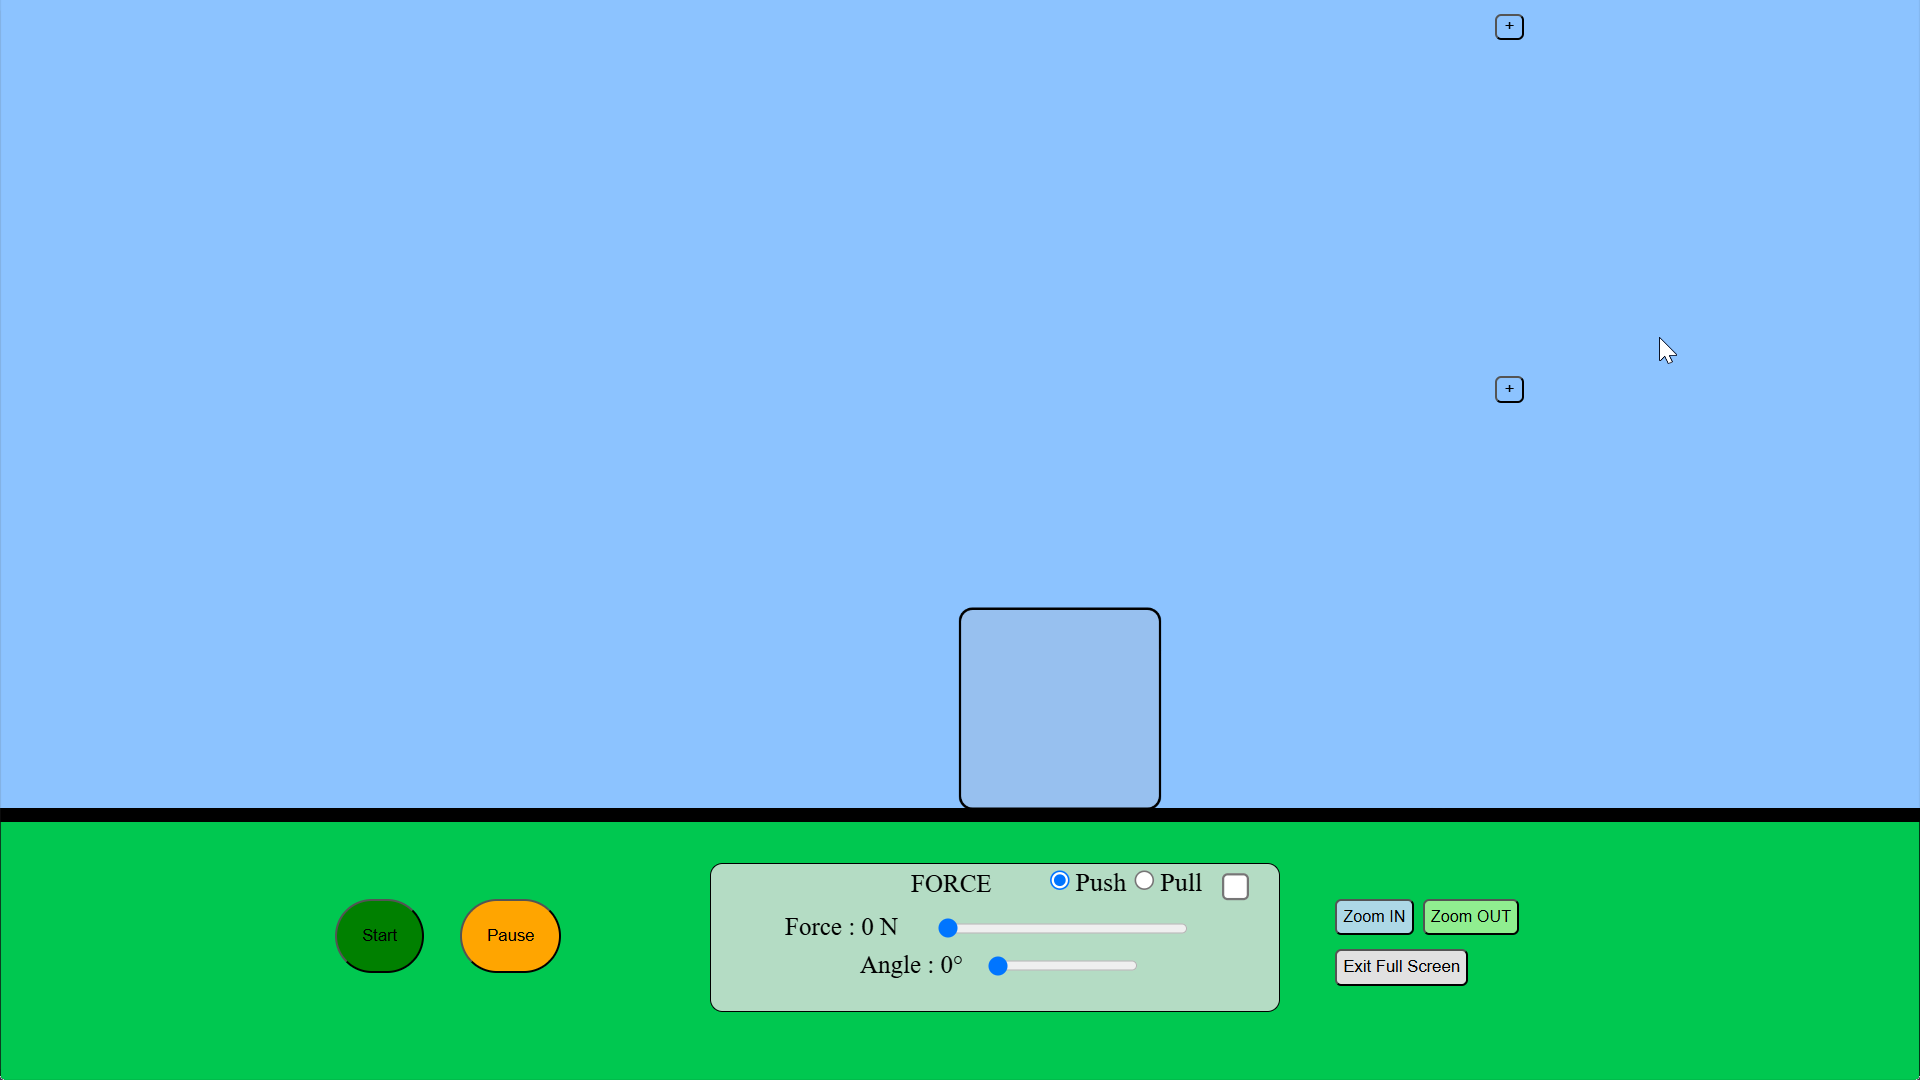 +
+
FORCE Push Pull
Force : 0 N
Angle : 0°
Start Pause
Zoom IN Zoom OUT
Exit Full Screen